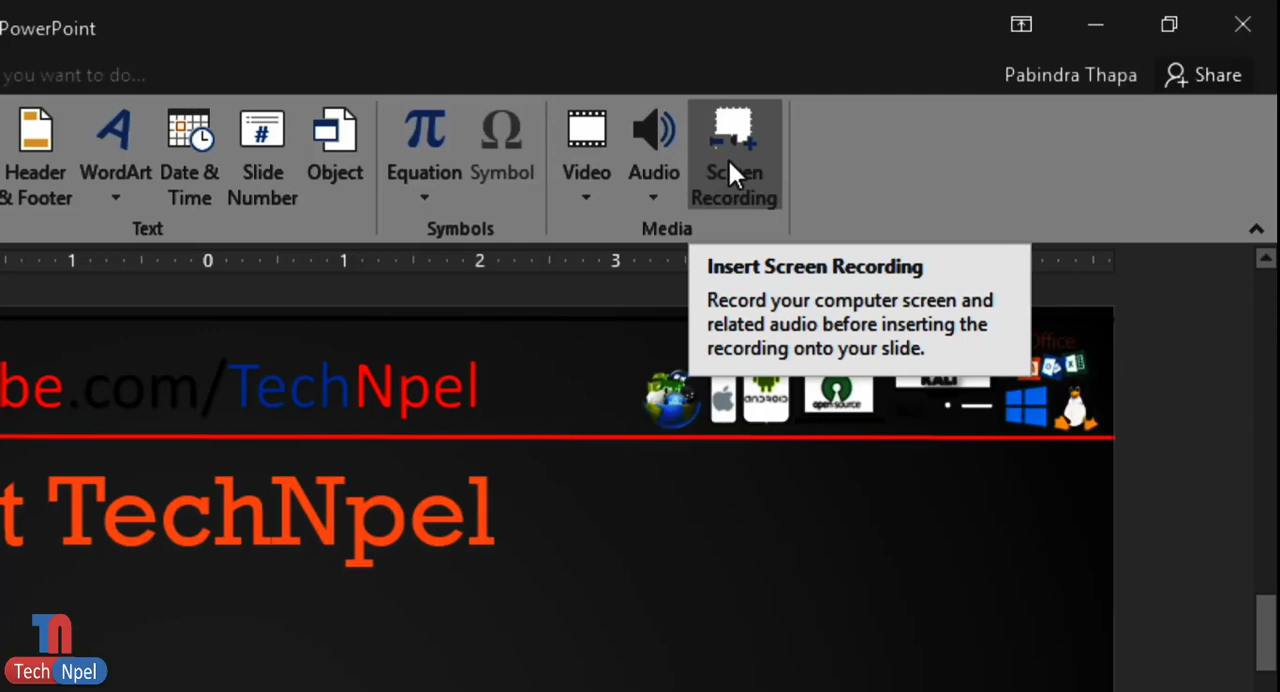 PowerPoint
you want to do...
Pabindra Thapa
Share
Header & Footer
WordArt
Date & Time
Slide Number
Object
Equation
Symbol
Video
Audio
Screen Recording
Text
Symbols
Media
1 0 1 2 3
Insert Screen Recording
Record your computer screen and
related audio before inserting the
recording onto your slide.
Office
be.com/TechNpel
ANDROID
open source
KALI
t TechNpel
Tech Npel